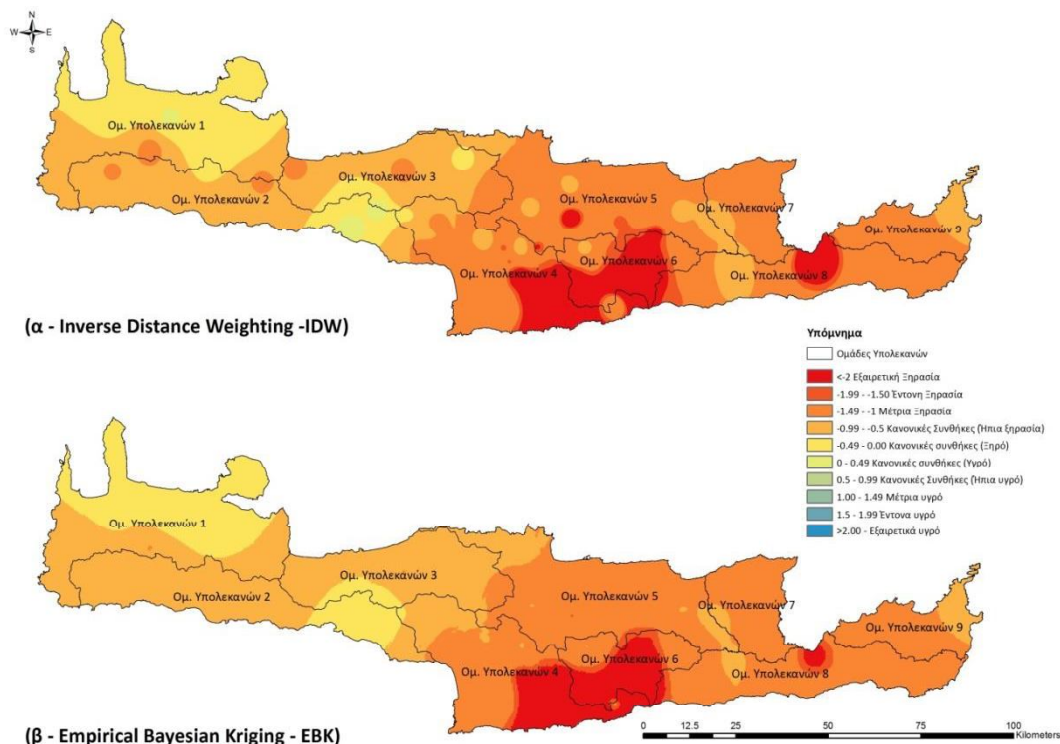 N
W E
S
Ομ. Υπολεκανών 1
Ομ. Υπολεκανών 2
Ομ. Υπολεκανών 3
Ομ. Υπολεκανών 5
Ομ. Υπολεκανών 7
Ομ. Υπολεκανών 9
Ομ. Υπολεκανών 4
Ομ. Υπολεκανών 6
Ομ. Υπολεκανών 8
(α - Inverse Distance Weighting -IDW)
Υπόμνημα
Ομάδες Υπολεκανών
<-2 Εξαιρετική Ξηρασία
-1.99 - -1.50 Έντονη Ξηρασία
-1.49 - -1 Μέτρια Ξηρασία
-0.99 - -0.5 Κανονικές Συνθήκες (Ήπια ξηρασία)
-0.49 - 0.00 Κανονικές συνθήκες (Ξηρό)
0 - 0.49 Κανονικές συνθήκες (Υγρό)
0.5 - 0.99 Κανονικές Συνθήκες (Ήπια υγρό)
1.00 - 1.49 Μέτρια υγρό
1.5 - 1.99 Έντονα υγρό
>2.00 - Εξαιρετικά υγρό
Ομ. Υπολεκανών 1
Ομ. Υπολεκανών 2
Ομ. Υπολεκανών 3
Ομ. Υπολεκανών 5
Ομ. Υπολεκανών 7
Ομ. Υπολεκανών 9
Ομ. Υπολεκανών 4
Ομ. Υπολεκανών 6
Ομ. Υπολεκανών 8
(β - Empirical Bayesian Kriging - EBK)
0 12.5 25 50 75 100
Kilometers